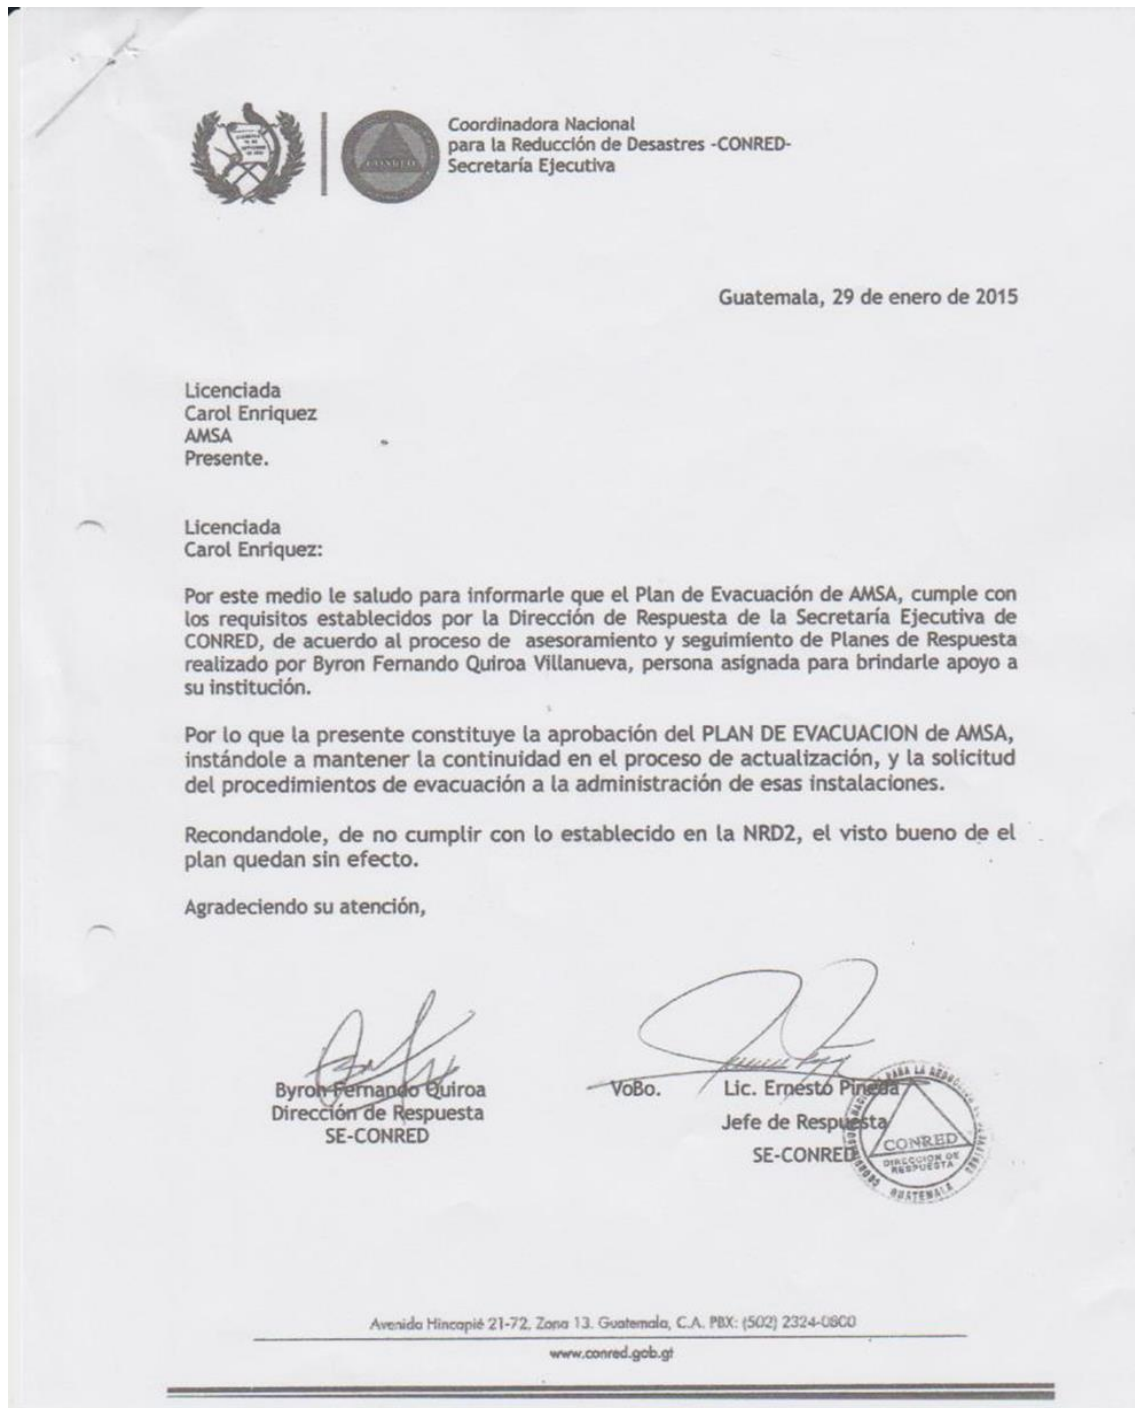 Coordinadora Nacional
para la Reducción de Desastres -CONRED-
Secretaría Ejecutiva
CONRED
Guatemala, 29 de enero de 2015
Licenciada
Carol Enriquez
AMSA
Presente.
Licenciada
Carol Enriquez:
Por este medio le saludo para informarle que el Plan de Evacuación de AMSA, cumple con
los requisitos establecidos por la Dirección de Respuesta de la Secretaría Ejecutiva de
CONRED, de acuerdo al proceso de asesoramiento y seguimiento de Planes de Respuesta
realizado por Byron Fernando Quiroa Villanueva, persona asignada para brindarle apoyo a
su institución.
Por lo que la presente constituye la aprobación del PLAN DE EVACUACION de AMSA,
instándole a mantener la continuidad en el proceso de actualización, y la solicitud
del procedimientos de evacuación a la administración de esas instalaciones.
Recondandole, de no cumplir con lo establecido en la NRD2, el visto bueno de el
plan quedan sin efecto.
Agradeciendo su atención,
Byron Fernando Quiroa
Dirección de Respuesta
SE-CONRED
VoBo. Lic. Ernesto Pineda
Jefe de Respuesta
SE-CONRED
CONRED
DIRECCION DE
RESPUESTA
GUATEMALA
Avenida Hincapié 21-72, Zona 13. Guatemala, C.A. PBX: (502) 2324-0800
www.conred.gob.gt